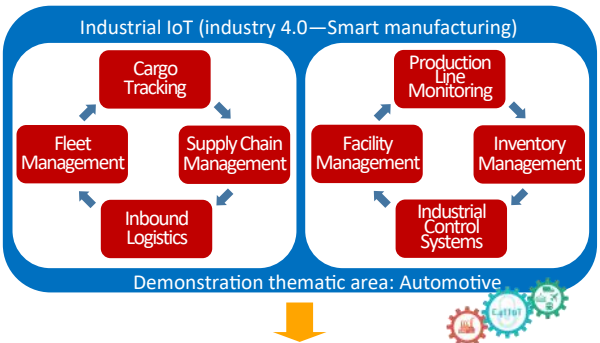 Industrial IoT (industry 4.0—Smart manufacturing)
Cargo
Tracking
Fleet
Management
Supply Chain
Management
Inbound
Logistics
Production
Line
Monitoring
Facility
Management
Inventory
Management
Industrial
Control
Systems
Demonstration thematic area: Automotive